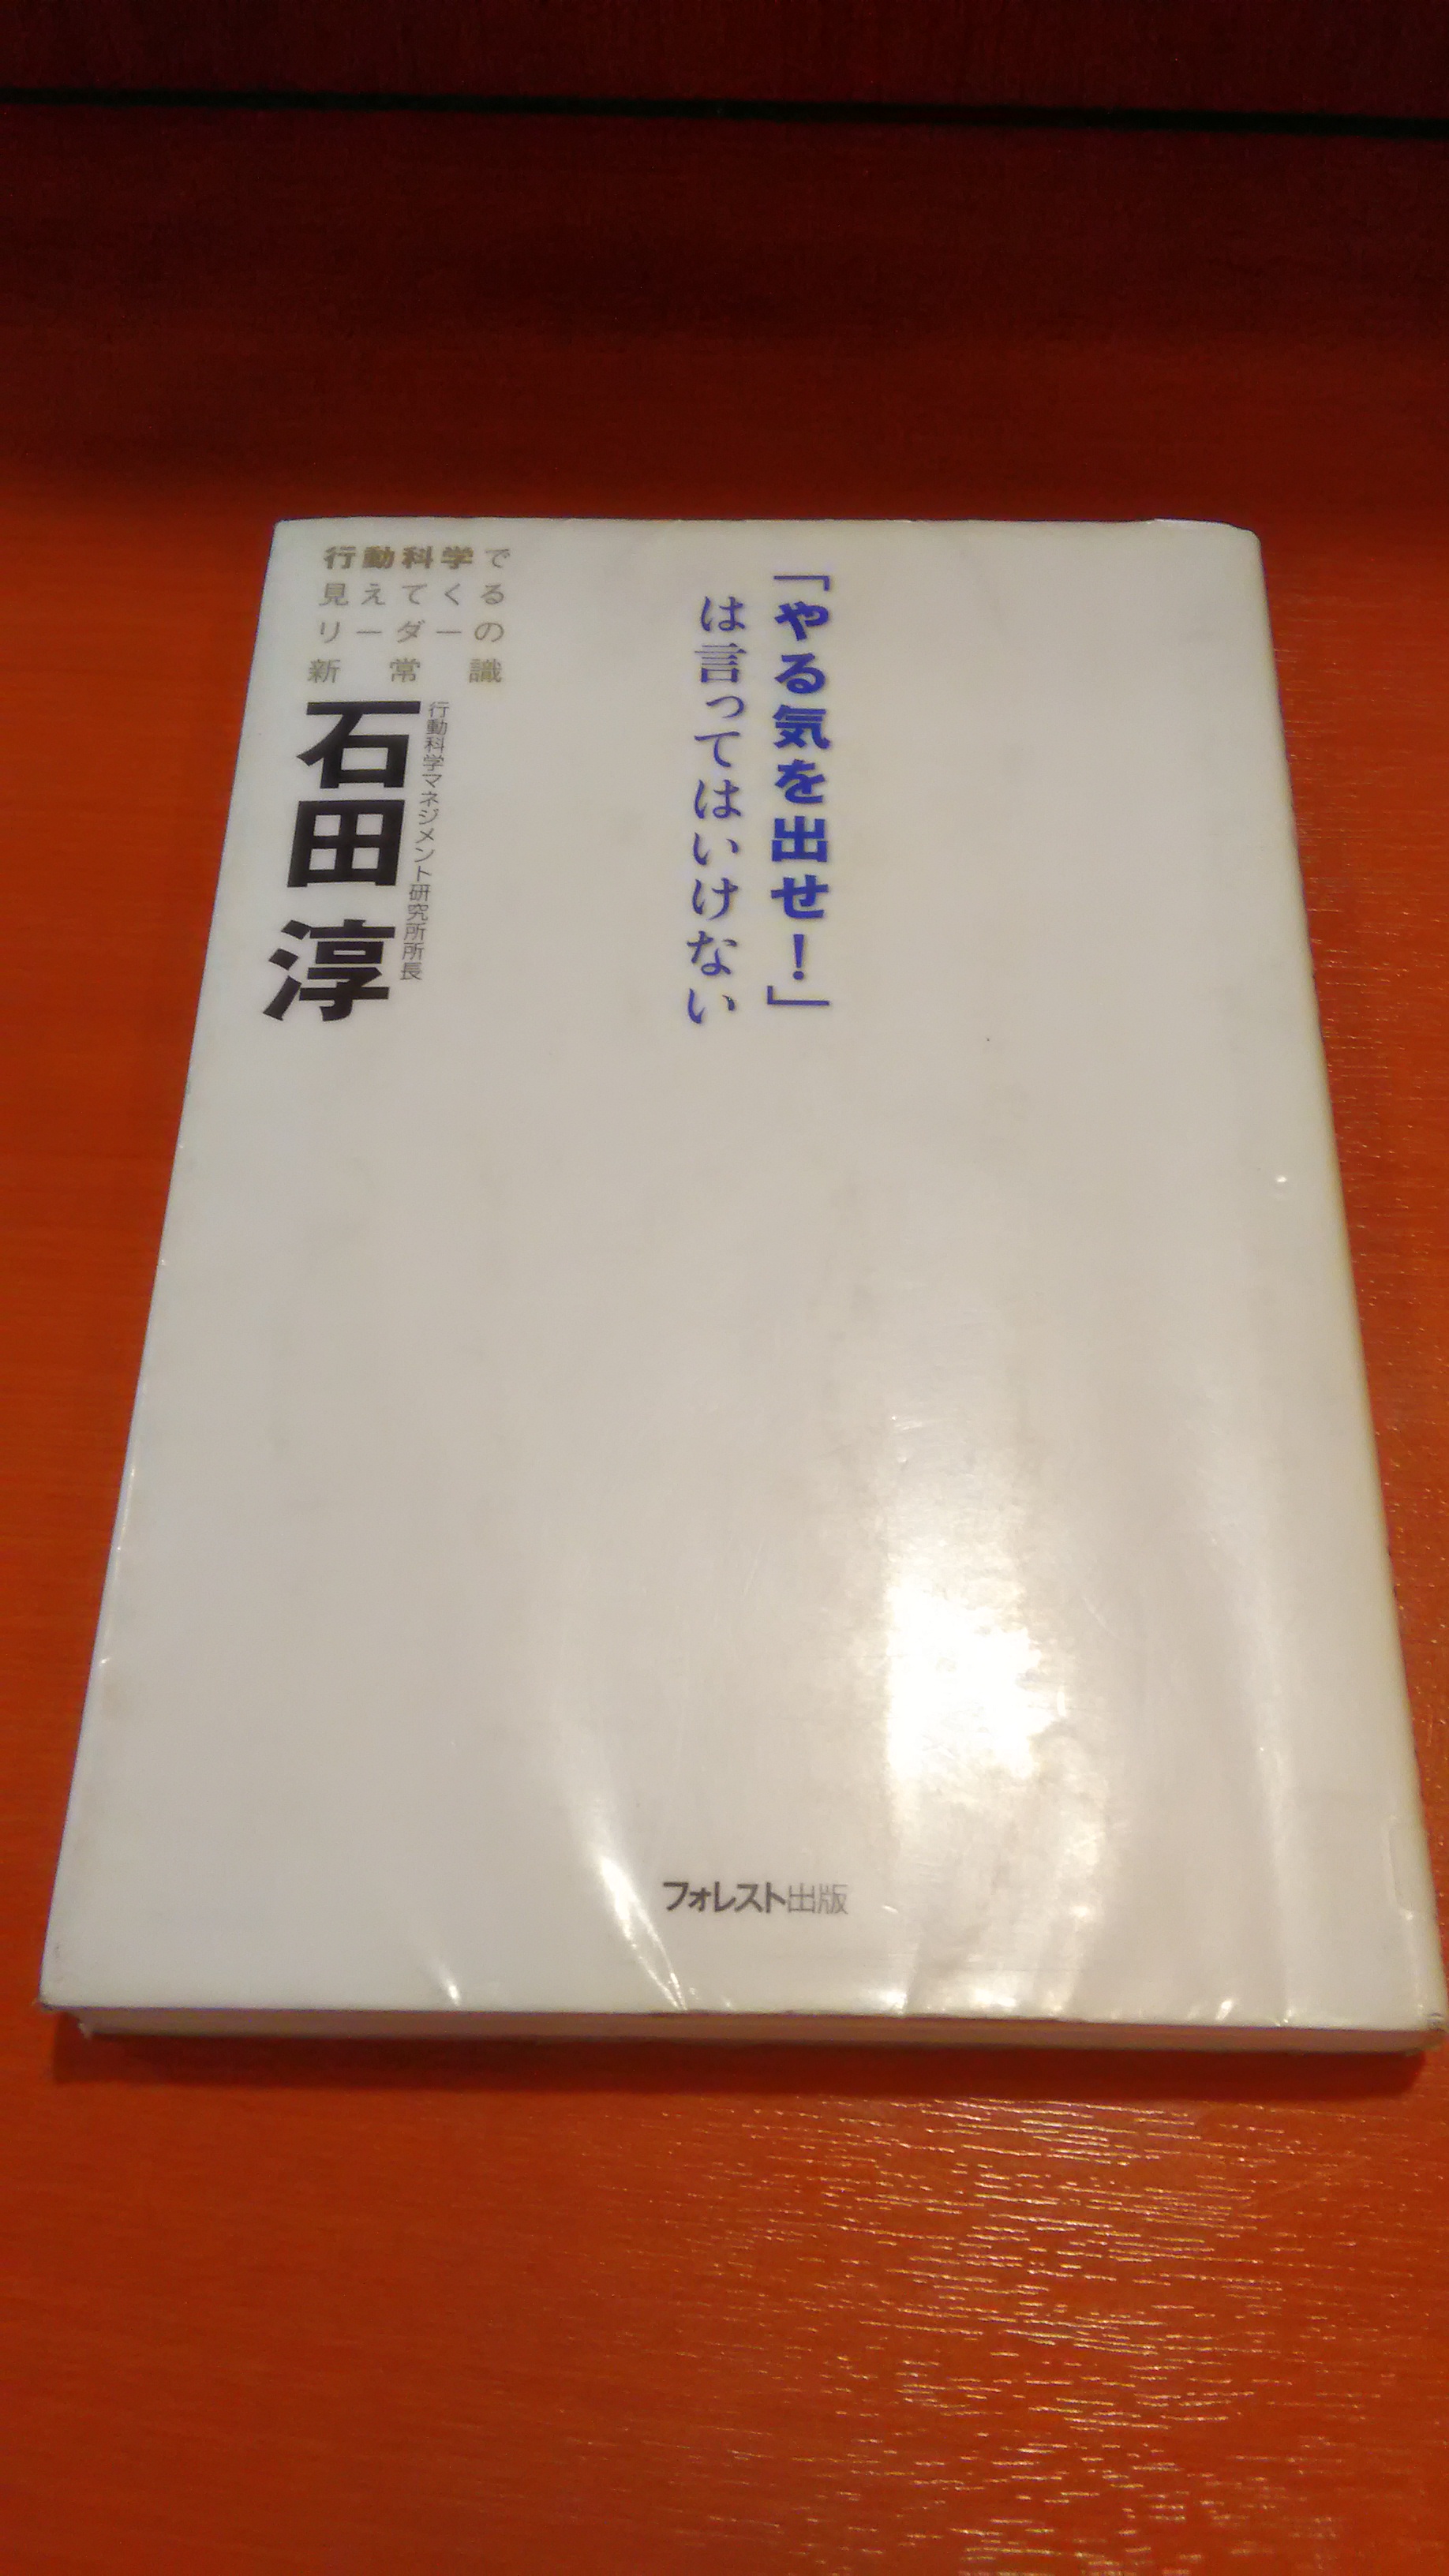 「やる気を出せ！」
は言ってはいけない
行動科学で
見えてくる
リーダーの
新常識
行動科学マネジメント研究所所長
石田淳
フォレスト出版